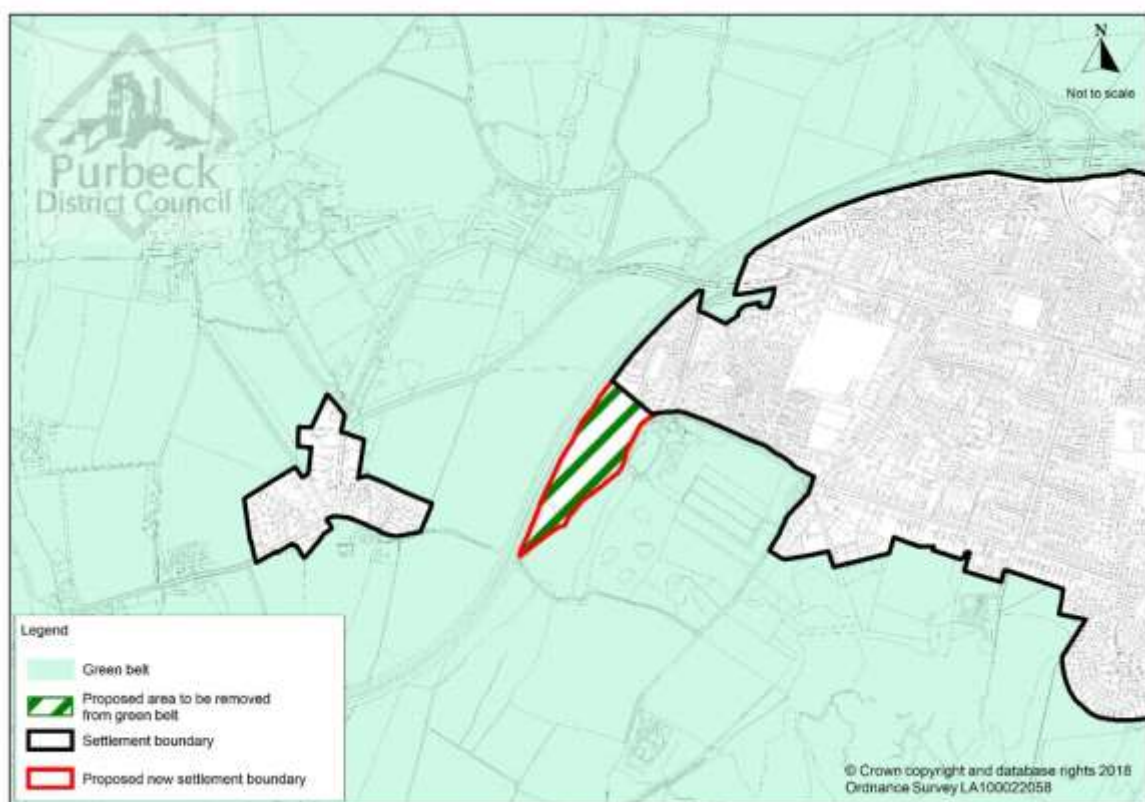 Purbeck
District Council
N
Not to scale
Legend
Green belt
Proposed area to be removed
from green belt
Settlement boundary
Proposed new settlement boundary
© Crown copyright and database rights 2018
Ordnance Survey LA100022058